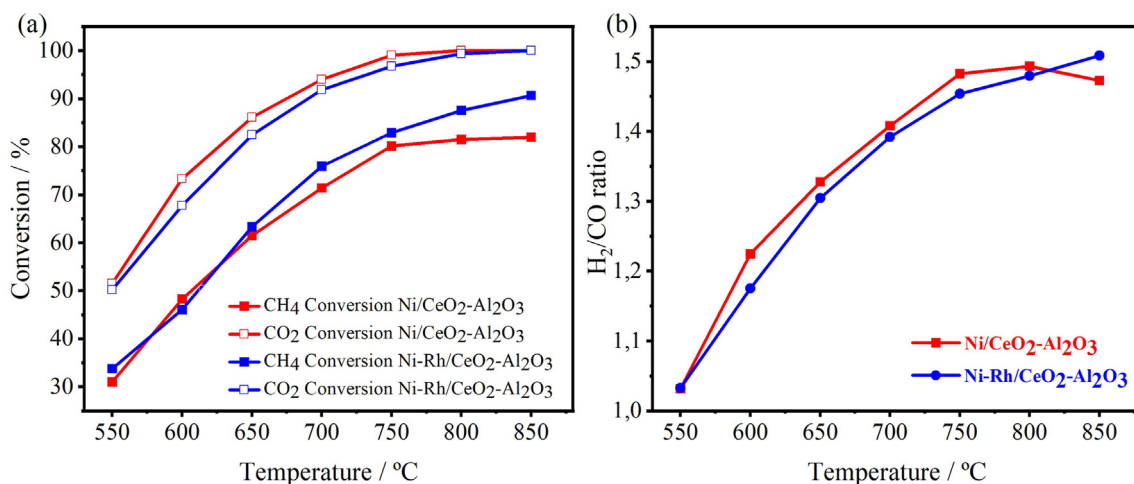 (a)
100
90
80
70
60
50
40
30
Conversion / %
CH4 Conversion Ni/CeO2-Al2O3
CO2 Conversion Ni/CeO2-Al2O3
CH4 Conversion Ni-Rh/CeO2-Al2O3
CO2 Conversion Ni-Rh/CeO2-Al2O3
550 600 650 700 750 800 850
Temperature / ºC
(b)
1,5
1,4
1,3
1,2
1,1
1,0
H2/CO ratio
Ni/CeO2-Al2O3
Ni-Rh/CeO2-Al2O3
550 600 650 700 750 800 850
Temperature / ºC